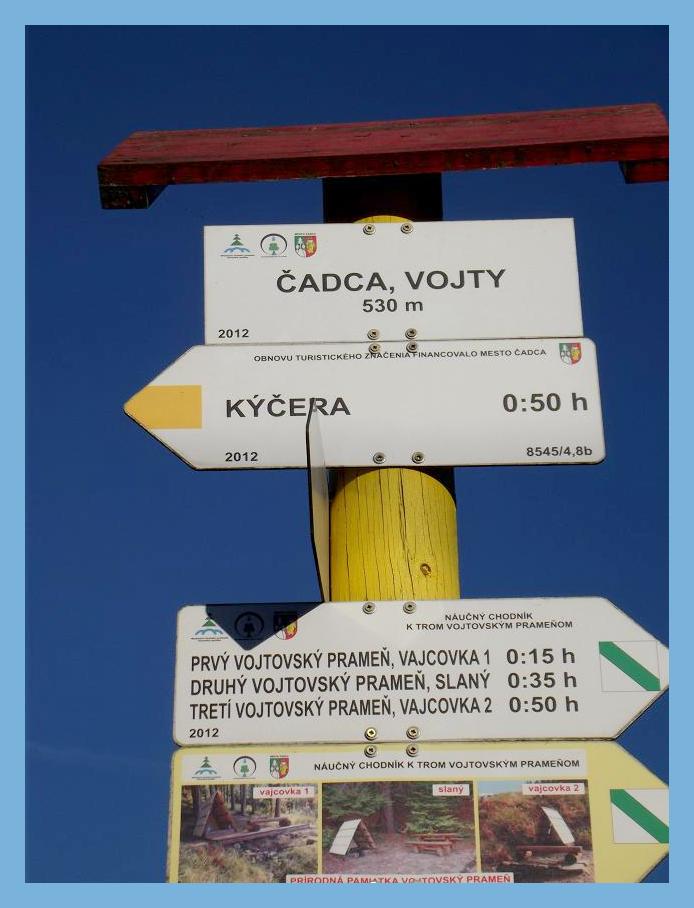 ČADCA, VOJTY
530 m
2012
OBNOVU TURISTICKÉHO ZNAČENIA FINANCOVALO MESTO ČADCA
KÝČERA 0:50 h
2012 8545/4,8b
NÁUČNÝ CHODNÍK
K TROM VOJTOVSKÝM PRAMEŇOM
PRVÝ VOJTOVSKÝ PRAMEŇ, VAJCOVKA 1 0:15 h
DRUHÝ VOJTOVSKÝ PRAMEŇ, SLANÝ 0:35 h
TRETÍ VOJTOVSKÝ PRAMEŇ, VAJCOVKA 2 0:50 h
2012
NÁUČNÝ CHODNÍK K TROM VOJTOVSKÝM PRAMEŇOM
vajcovka 1 slaný vajcovka 2
PRÍRODNÁ PAMIATKA VOJTOVSKÝ PRAMEŇ